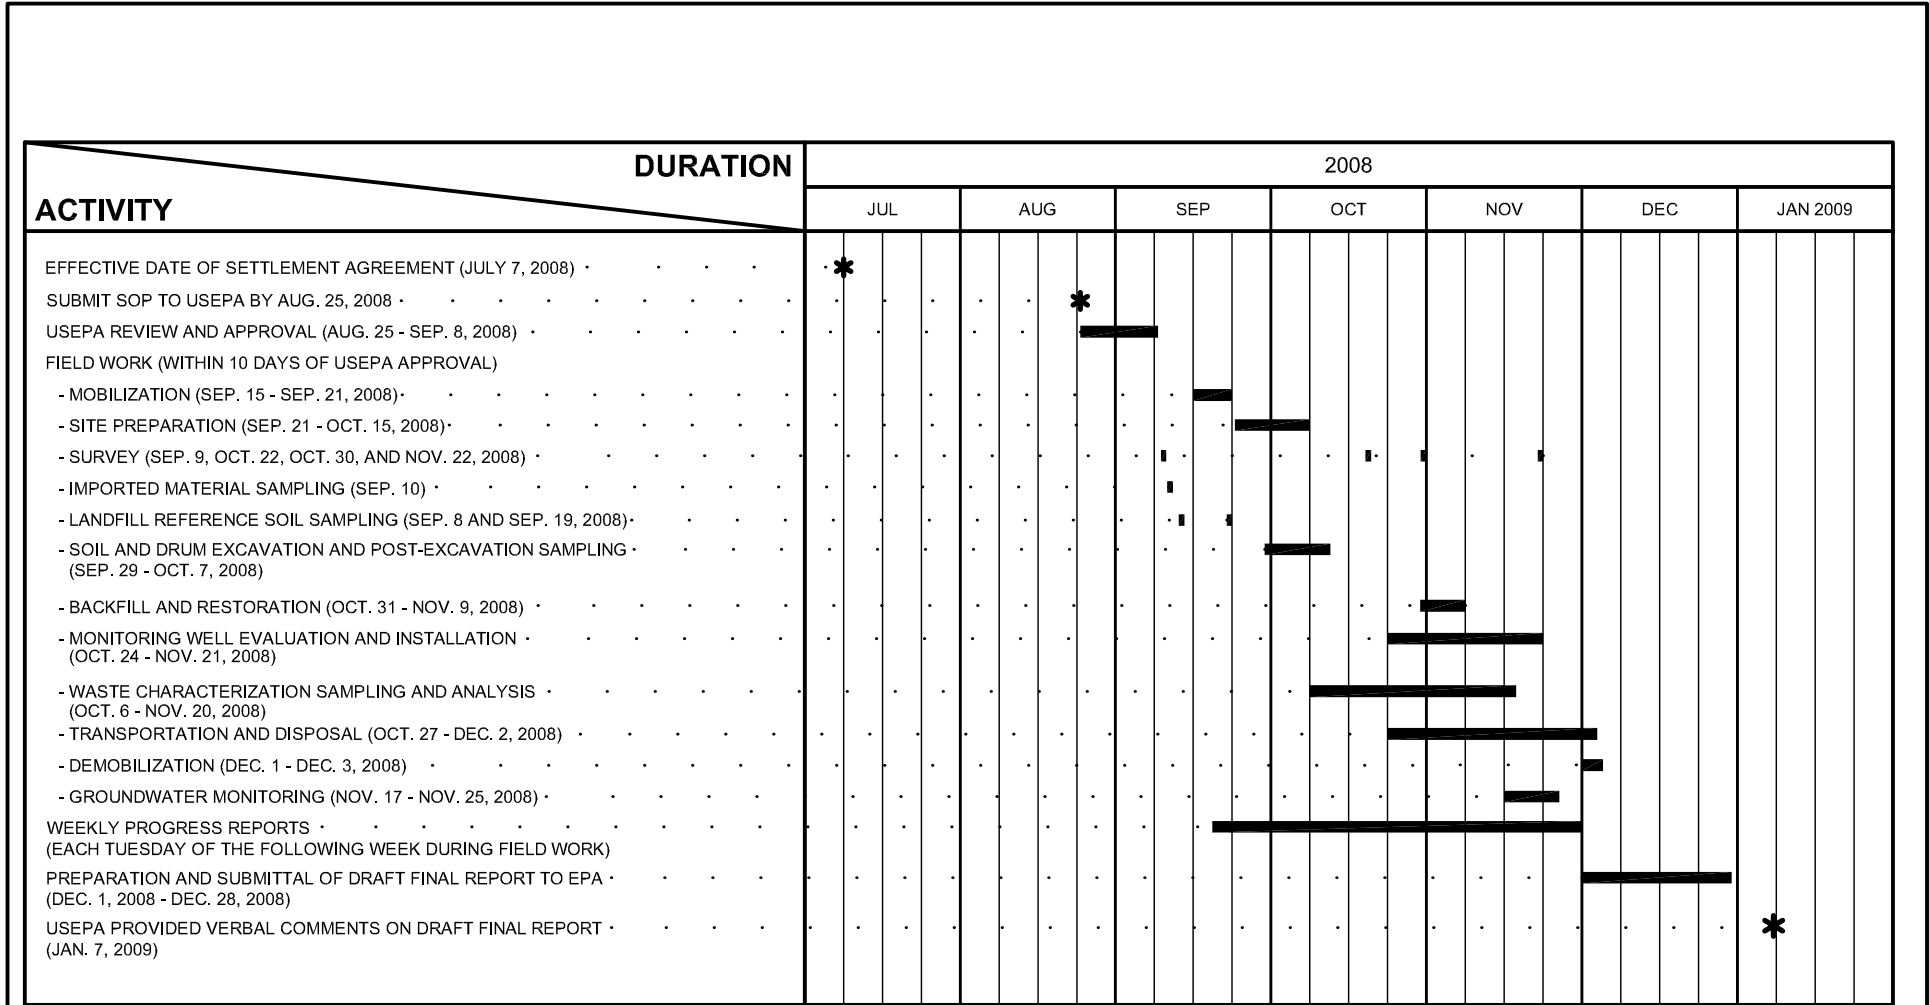 DURATION
ACTIVITY
2008
JUL AUG SEP OCT NOV DEC JAN 2009
EFFECTIVE DATE OF SETTLEMENT AGREEMENT (JULY 7, 2008)
SUBMIT SOP TO USEPA BY AUG. 25, 2008
USEPA REVIEW AND APPROVAL (AUG. 25 - SEP. 8, 2008)
FIELD WORK (WITHIN 10 DAYS OF USEPA APPROVAL)
- MOBILIZATION (SEP. 15 - SEP. 21, 2008)
- SITE PREPARATION (SEP. 21 - OCT. 15, 2008)
- SURVEY (SEP. 9, OCT. 22, OCT. 30, AND NOV. 22, 2008)
- IMPORTED MATERIAL SAMPLING (SEP. 10)
- LANDFILL REFERENCE SOIL SAMPLING (SEP. 8 AND SEP. 19, 2008)
- SOIL AND DRUM EXCAVATION AND POST-EXCAVATION SAMPLING
(SEP. 29 - OCT. 7, 2008)
- BACKFILL AND RESTORATION (OCT. 31 - NOV. 9, 2008)
- MONITORING WELL EVALUATION AND INSTALLATION
(OCT. 24 - NOV. 21, 2008)
- WASTE CHARACTERIZATION SAMPLING AND ANALYSIS
(OCT. 6 - NOV. 20, 2008)
- TRANSPORTATION AND DISPOSAL (OCT. 27 - DEC. 2, 2008)
- DEMOBILIZATION (DEC. 1 - DEC. 3, 2008)
- GROUNDWATER MONITORING (NOV. 17 - NOV. 25, 2008)
WEEKLY PROGRESS REPORTS
(EACH TUESDAY OF THE FOLLOWING WEEK DURING FIELD WORK)
PREPARATION AND SUBMITTAL OF DRAFT FINAL REPORT TO EPA
(DEC. 1, 2008 - DEC. 28, 2008)
USEPA PROVIDED VERBAL COMMENTS ON DRAFT FINAL REPORT
(JAN. 7, 2009)